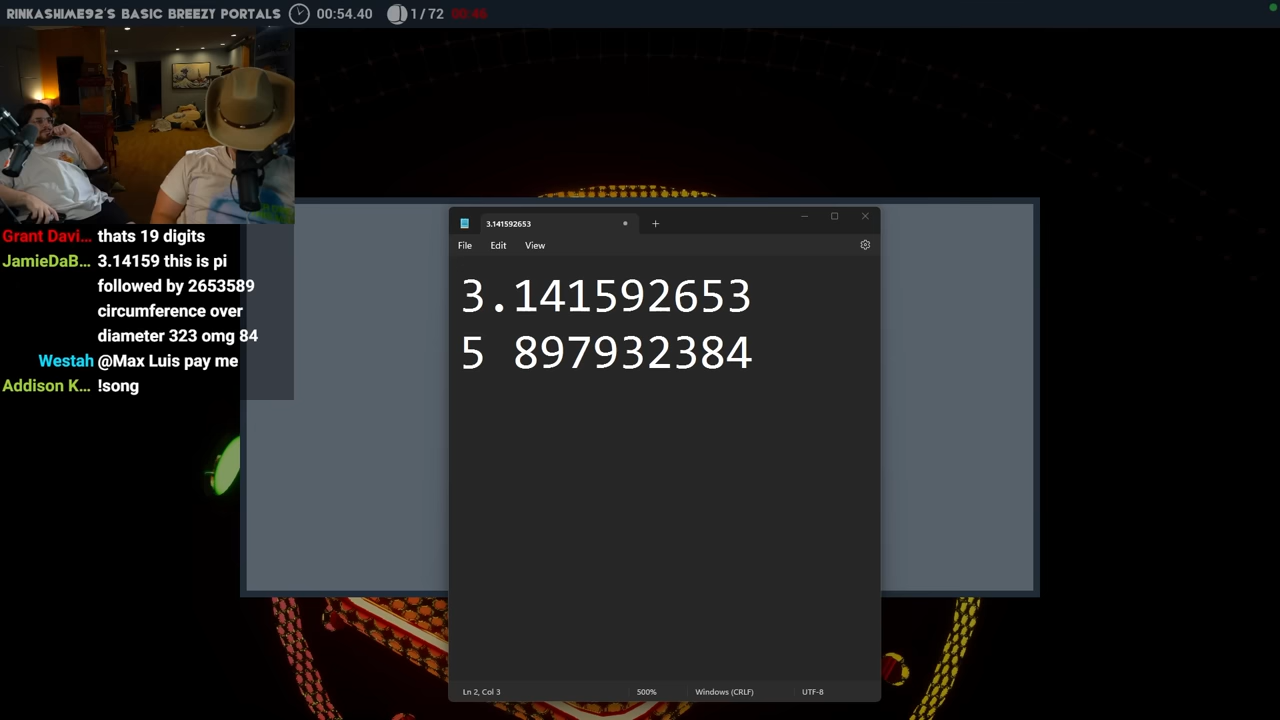 RINKASHIME92'S BASIC BREEZY PORTALS 00:54.40 1 / 72 00:46
Grant Davi... thats 19 digits
JamieDaB... 3.14159 this is pi
followed by 2653589
circumference over
diameter 323 omg 84
Westah @Max Luis pay me
Addison K... !song
3.141592653
File Edit View
3.141592653
5 897932384
Ln 2, Col 3 500% Windows (CRLF) UTF-8